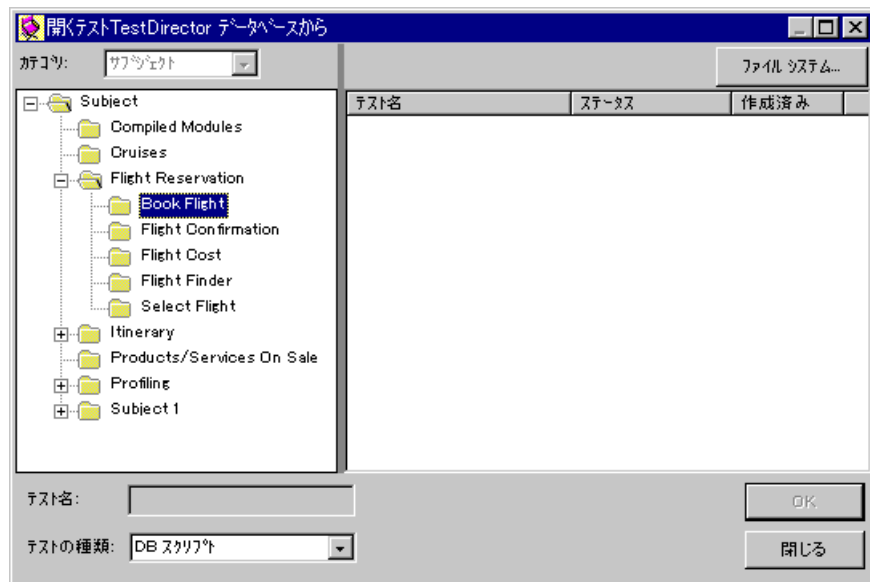 開くテストTestDirector データベースから
カテゴリ: サブジェクト
ファイル システム...
テスト名 ステータス 作成済み
Subject
Compiled Modules
Cruises
Flight Reservation
Book Flight
Flight Confirmation
Flight Cost
Flight Finder
Select Flight
Itinerary
Products/Services On Sale
Profiling
Subject 1
テスト名:
OK
テストの種類: DB スクリプト
閉じる